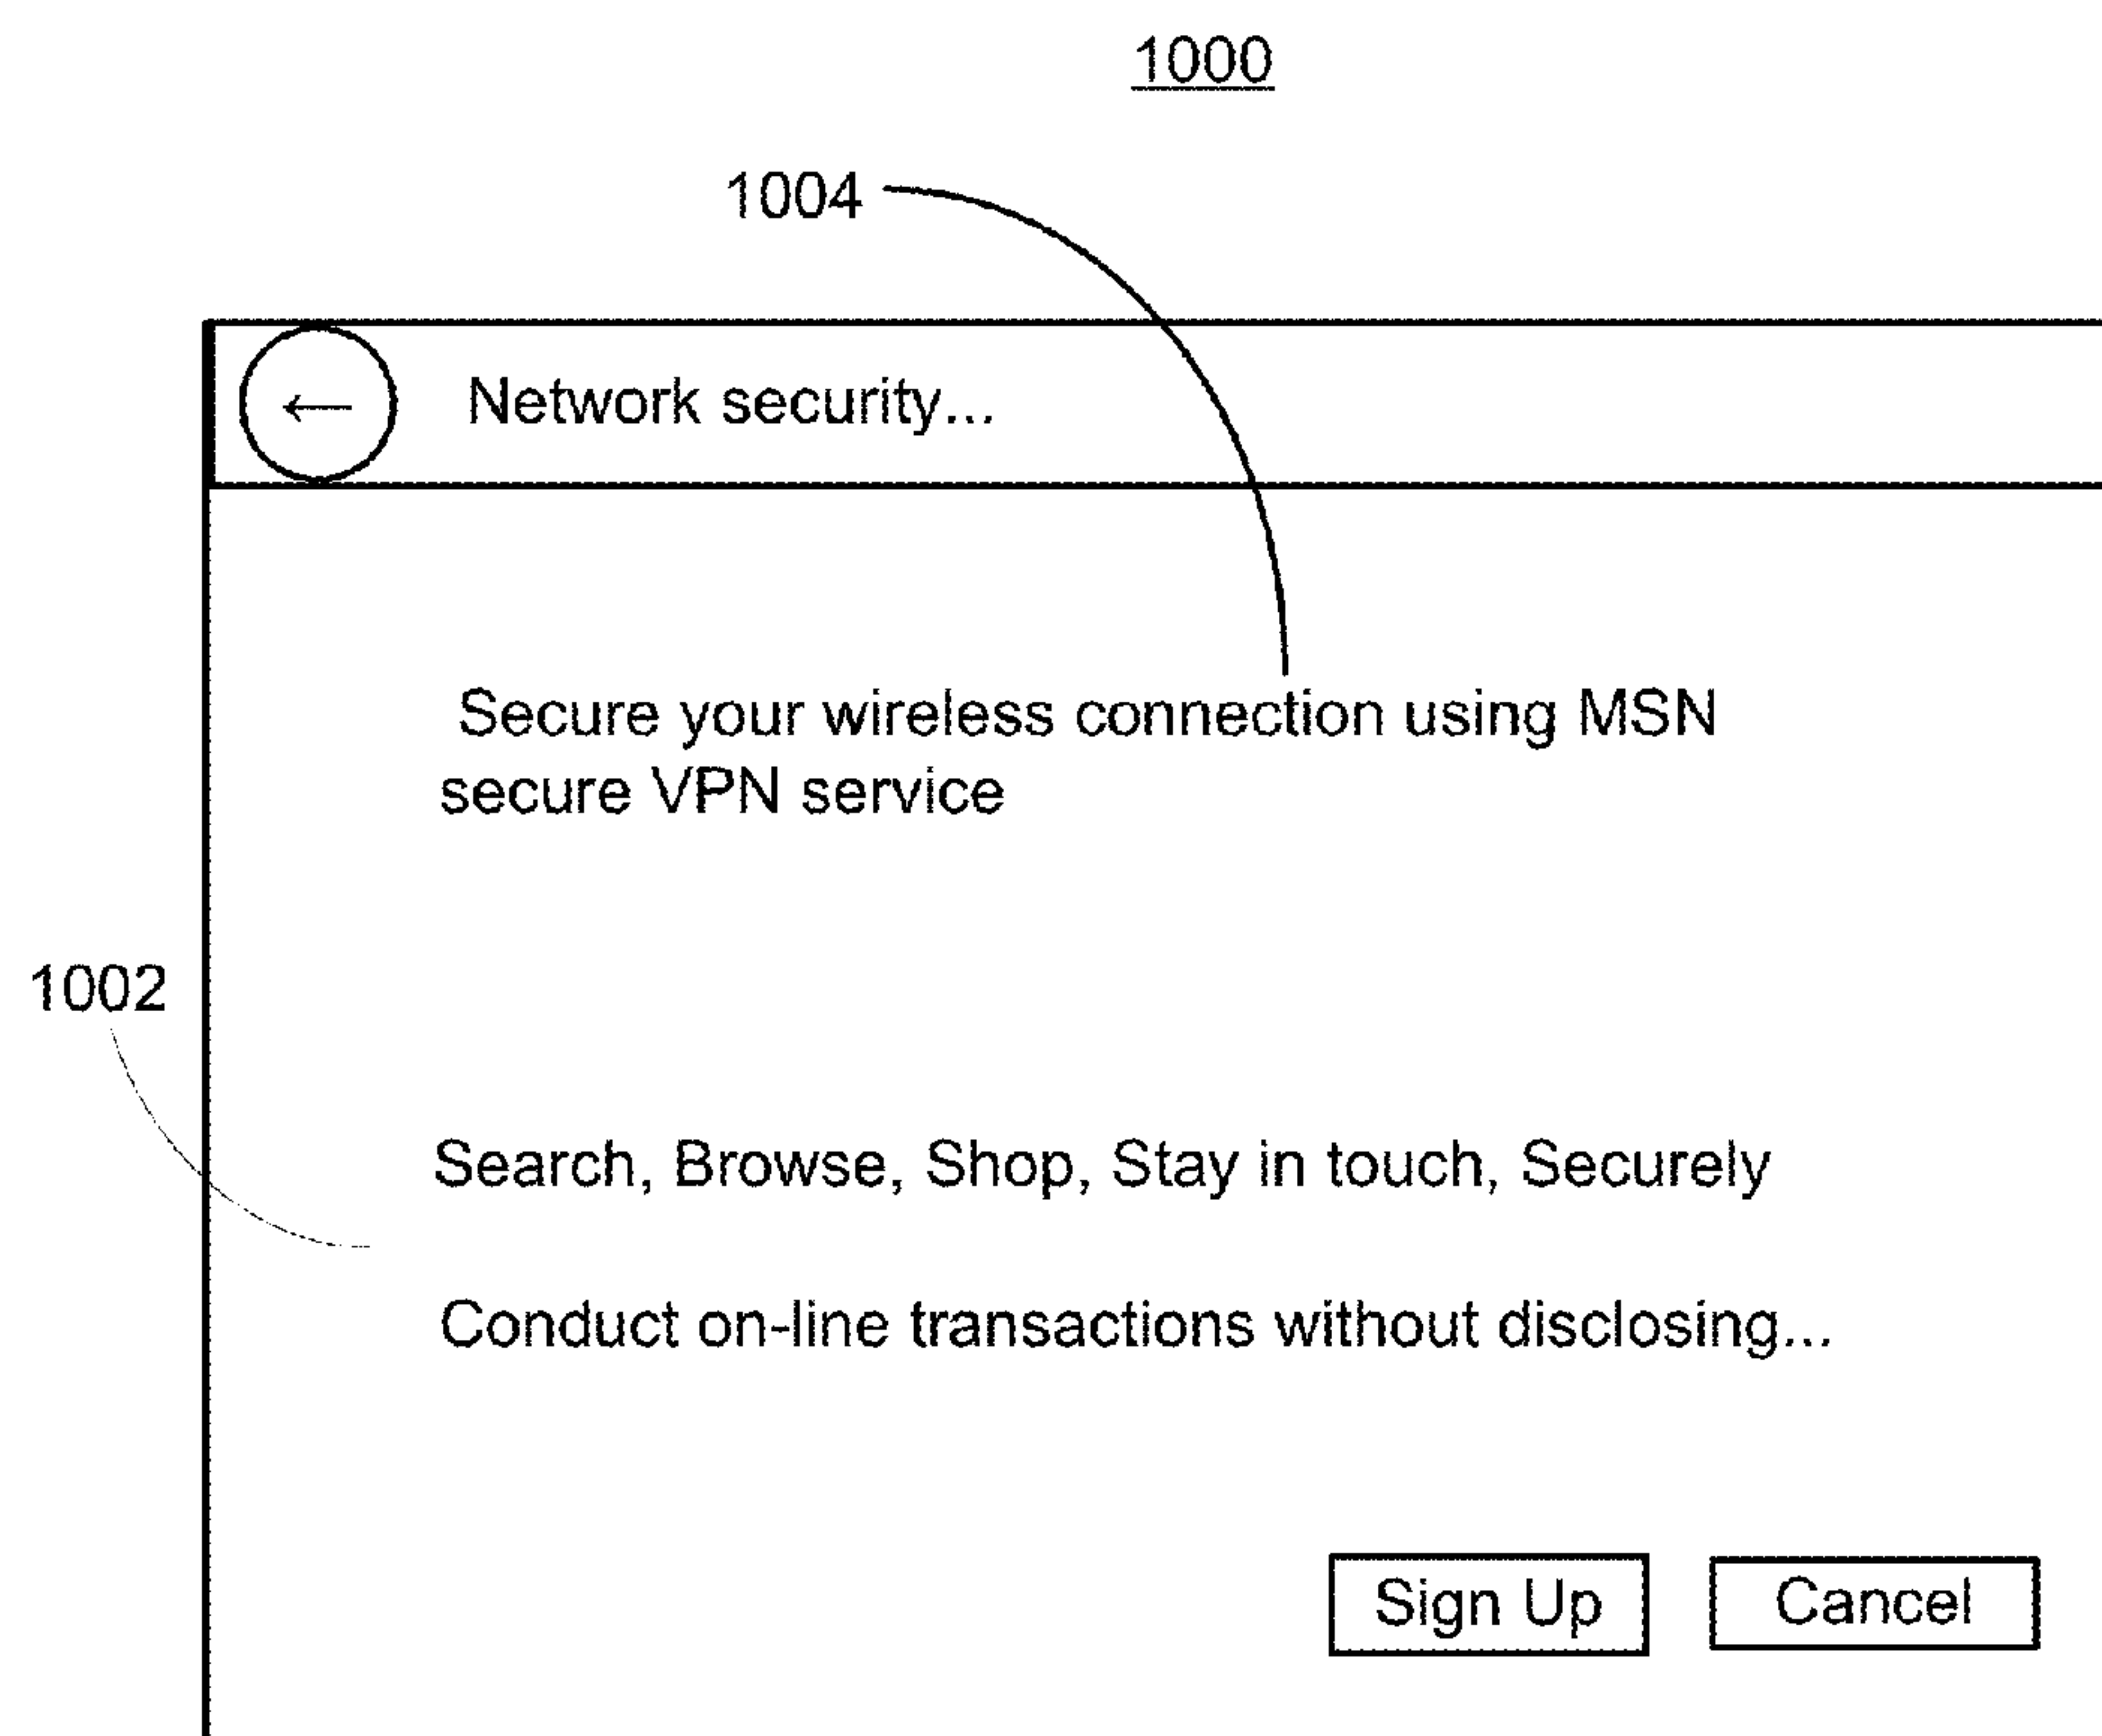 1000
1004
← Network security...
Secure your wireless connection using MSN
secure VPN service
1002
Search, Browse, Shop, Stay in touch, Securely
Conduct on-line transactions without disclosing...
Sign Up Cancel